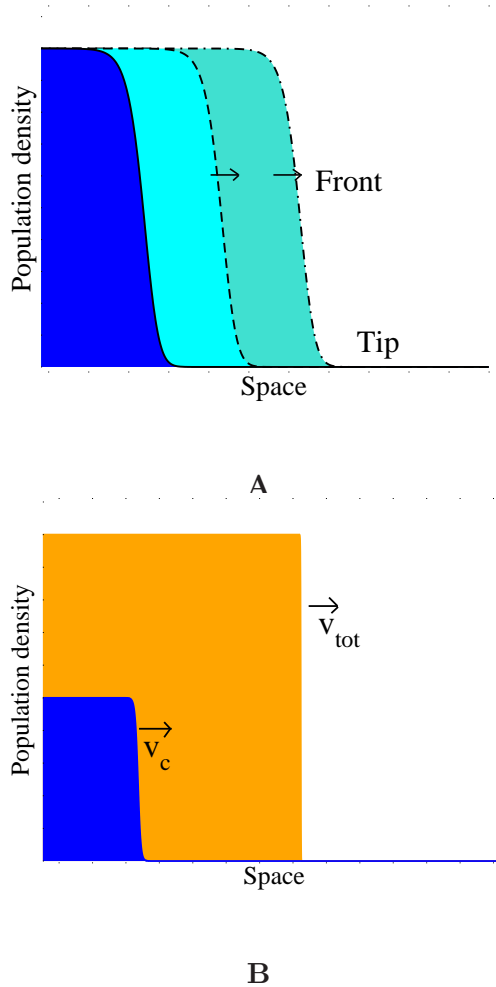 Population density
Front
Tip
Space
A
Population density
v_tot
v_c
Space
B